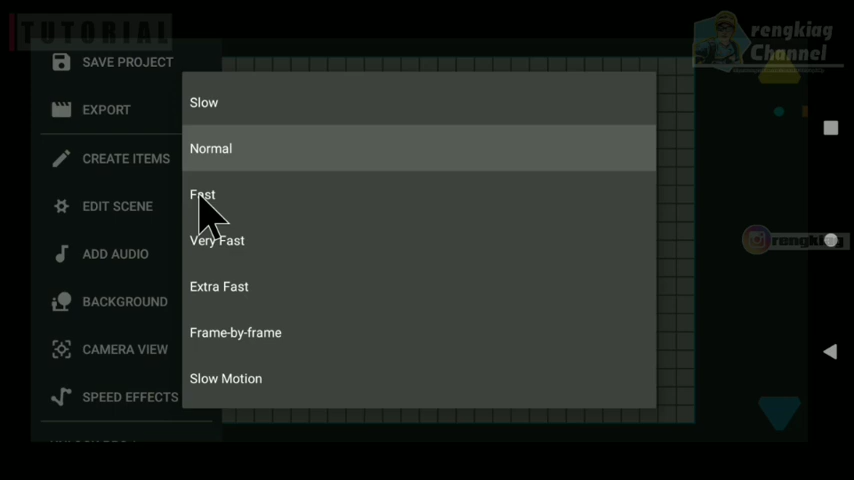 TUTORIAL
rengkiag
Channel
SAVE PROJECT
EXPORT
CREATE ITEMS
EDIT SCENE
ADD AUDIO
BACKGROUND
CAMERA VIEW
SPEED EFFECTS
Slow
Normal
Fast
Very Fast
Extra Fast
Frame-by-frame
Slow Motion
rengkiag